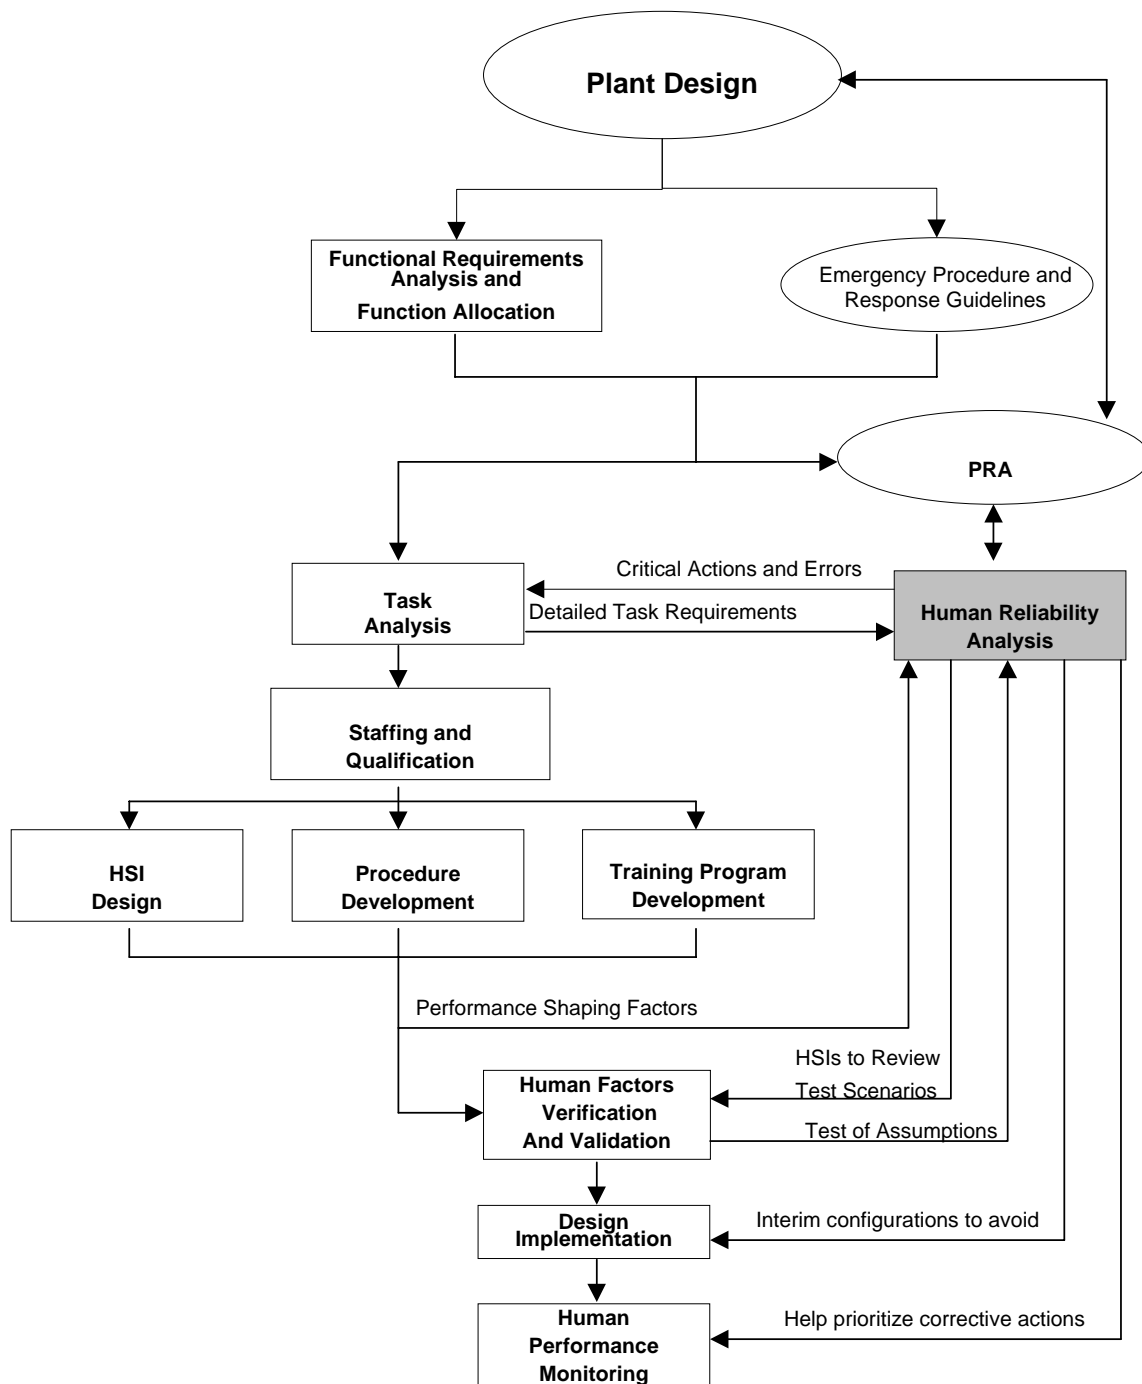 Plant Design
Functional Requirements
Analysis and
Function Allocation
Emergency Procedure and
Response Guidelines
PRA
Critical Actions and Errors
Task
Analysis
Detailed Task Requirements
Human Reliability
Analysis
Staffing and
Qualification
HSI
Design
Procedure
Development
Training Program
Development
Performance Shaping Factors
HSIs to Review
Test Scenarios
Human Factors
Verification
And Validation
Test of Assumptions
Design
Implementation
Interim configurations to avoid
Human
Performance
Monitoring
Help prioritize corrective actions